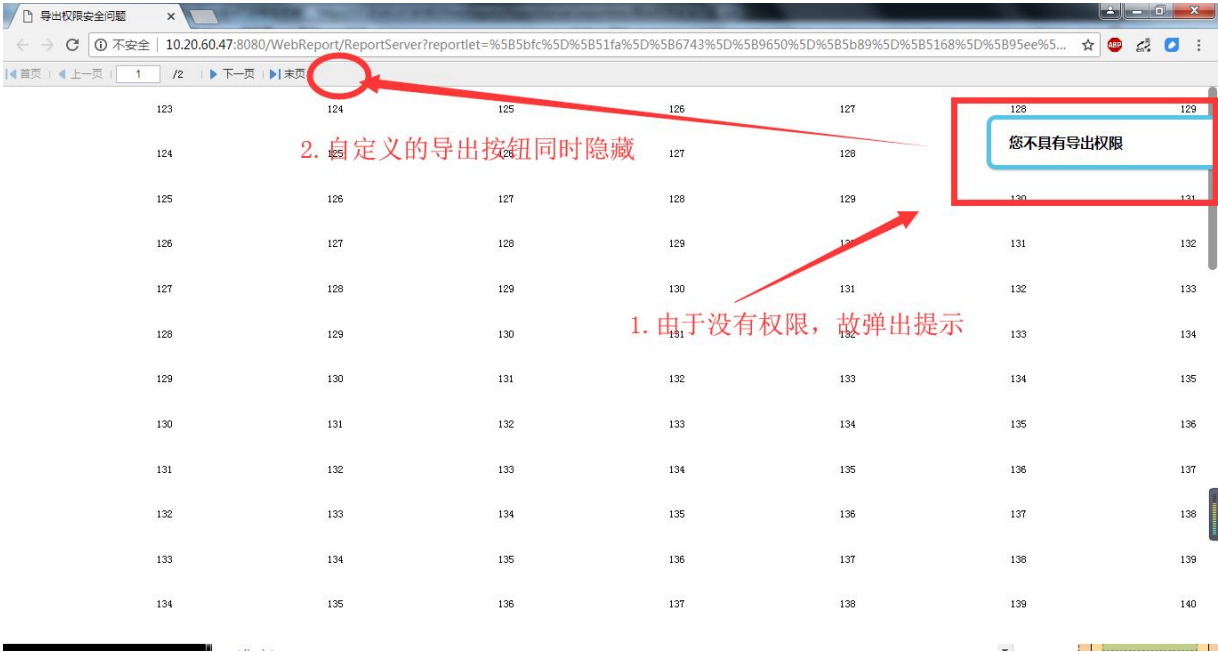 导出权限安全问题
不安全 | 10.20.60.47:8080/WebReport/ReportServer?reportlet=%5B5bfc%5D%5B51fa%5D%5B6743%5D%5B9650%5D%5B5b89%5D%5B5168%5D%5B95ee%5...
ABP
首页 上一页 1 /2 下一页 末页
123 124 125 126 127 128 129
您不具有导出权限
2.自定义的导出按钮同时隐藏
124 125 126 127 128
125 126 127 128 129 130 131
126 127 128 129 131 132
127 128 129 130 131 132 133
1.由于没有权限，故弹出提示
128 129 130 131 132 133 134
129 130 131 132 133 134 135
130 131 132 133 134 135 136
131 132 133 134 135 136 137
132 133 134 135 136 137 138
133 134 135 136 137 138 139
134 135 136 137 138 139 140